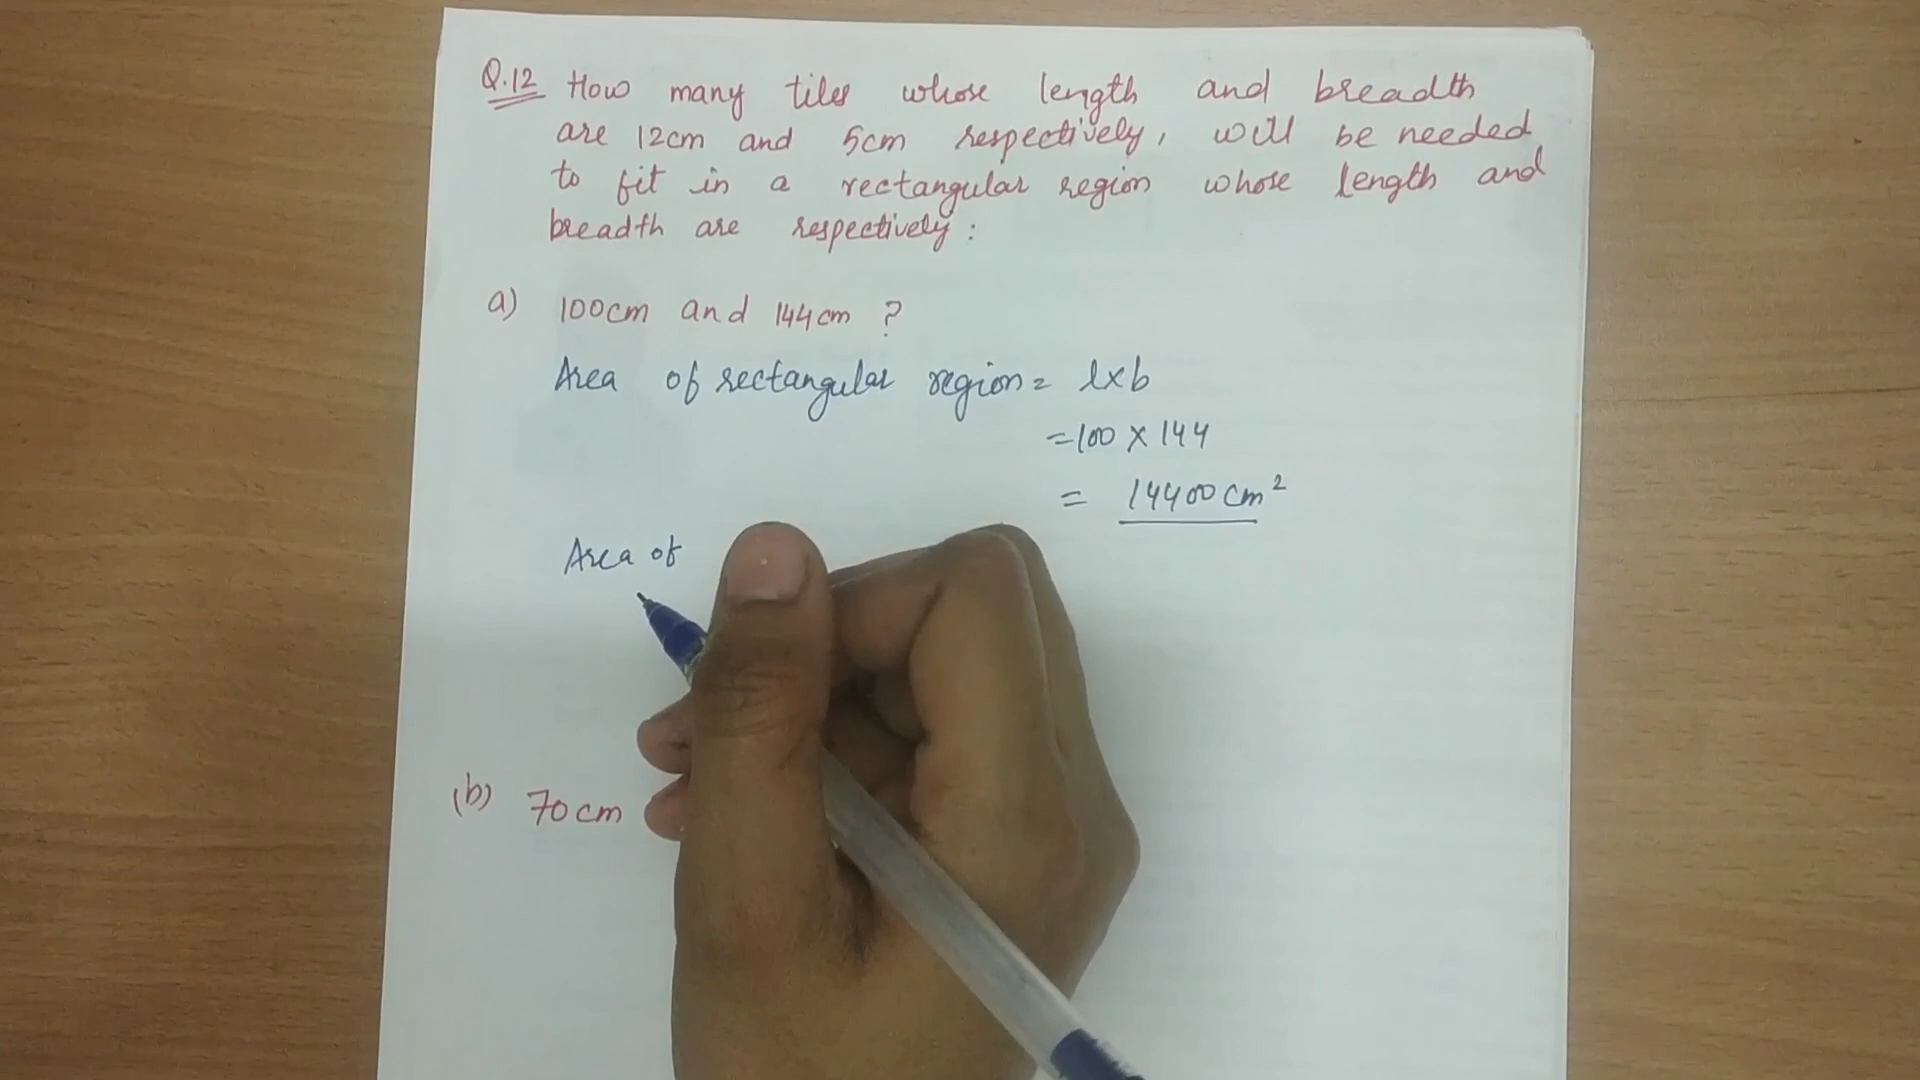 Q.12 How many tiles whose length and breadth
are 12cm and 5cm respectively, will be needed
to fit in a rectangular region whose length and
breadth are respectively:
a) 100cm and 144cm ?
Area of rectangular region = l×b
=100 × 144
= 14400 cm²
Area of
(b) 70cm